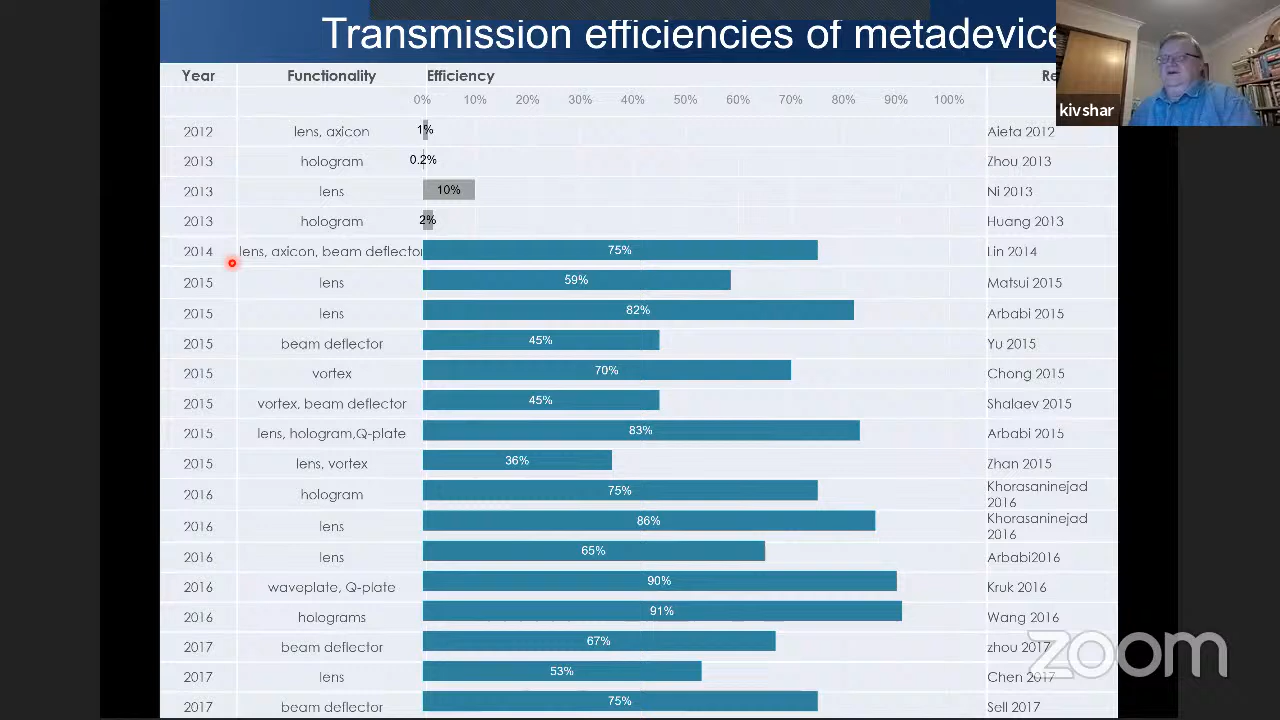 Transmission efficiencies of metadevice
kivshar
Year Functionality Efficiency Re
0% 10% 20% 30% 40% 50% 60% 70% 80% 90% 100%
2012 lens, axicon 1% Aieta 2012
2013 hologram 0.2% Zhou 2013
2013 lens 10% Ni 2013
2013 hologram 2% Huang 2013
2014 lens, axicon, beam deflector 75% Lin 2014
2015 lens 59% Matsui 2015
2015 lens 82% Arbabi 2015
2015 beam deflector 45% Yu 2015
2015 vortex 70% Chong 2015
2015 vortex, beam deflector 45% Shalaev 2015
2015 lens, hologram,Q-plate 83% Arbabi 2015
2015 lens, vortex 36% Zhan 2016
2016 hologram 75% Khorasaninejad
2016
2016 lens 86% Khorasaninejad
2016
2016 lens 65% Arbabi2016
2016 waveplate, Q-plate 90% Kruk 2016
2016 holograms 91% Wang 2016
2017 beam deflector 67% zhou 2017
2017 lens 53% Chen 2017
2017 beam deflector 75% Sell 2017
zoom